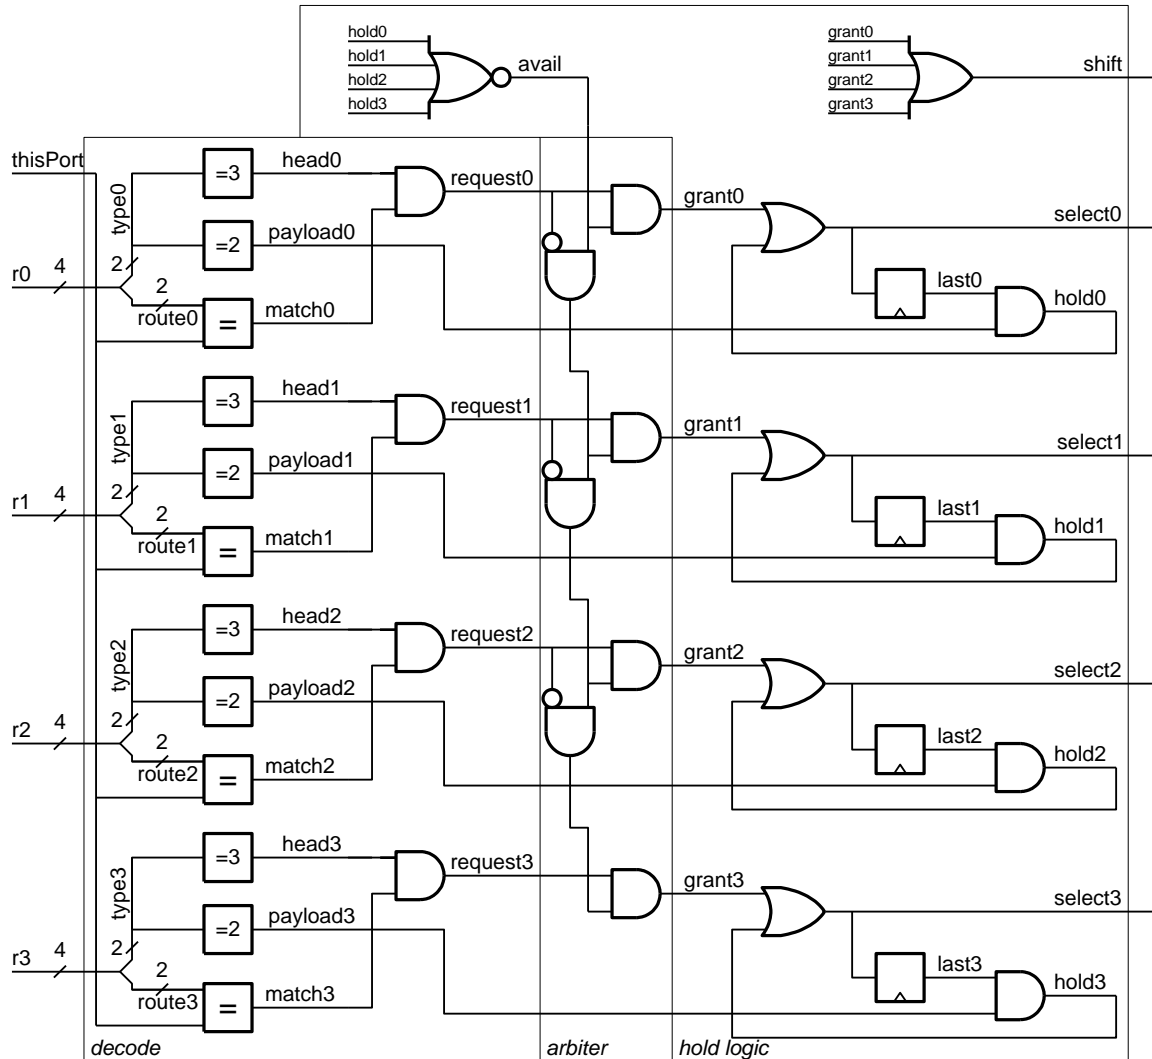 hold0
hold1
hold2
hold3
avail
grant0
grant1
grant2
grant3
shift
thisPort
type0
=3
head0
request0
grant0
select0
=2
payload0
r0
4
2
2
route0
=
match0
last0
hold0
type1
=3
head1
request1
grant1
select1
=2
payload1
r1
4
2
2
route1
=
match1
last1
hold1
type2
=3
head2
request2
grant2
select2
=2
payload2
r2
4
2
2
route2
=
match2
last2
hold2
type3
=3
head3
request3
grant3
select3
=2
payload3
r3
4
2
2
route3
=
match3
last3
hold3
decode
arbiter
hold logic